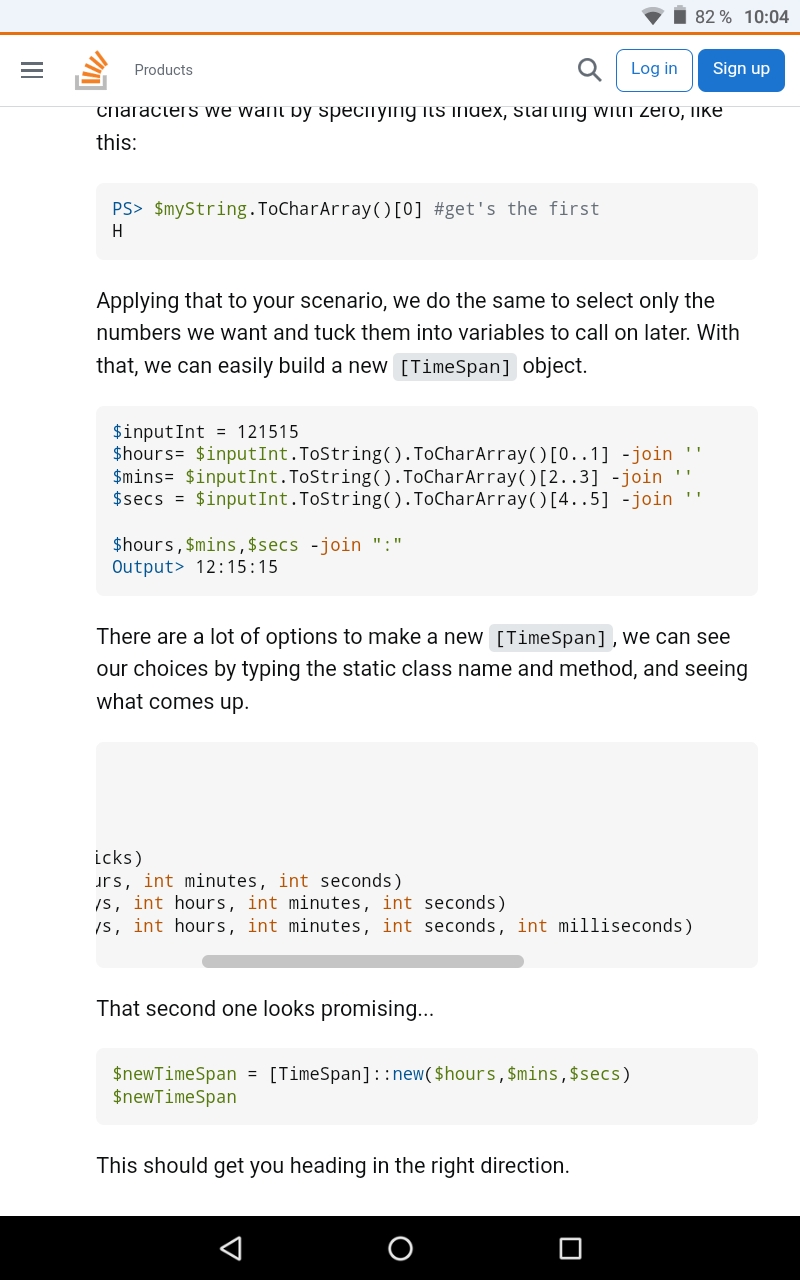 82 % 10:04
Products
Log in
Sign up
characters we want by specifying its index, starting with zero, like
this:
PS> $myString.ToCharArray()[0] #get's the first
H
Applying that to your scenario, we do the same to select only the
numbers we want and tuck them into variables to call on later. With
that, we can easily build a new [TimeSpan] object.
$inputInt = 121515
$hours= $inputInt.ToString().ToCharArray()[0..1] -join ''
$mins= $inputInt.ToString().ToCharArray()[2..3] -join ''
$secs = $inputInt.ToString().ToCharArray()[4..5] -join ''
$hours,$mins,$secs -join ":"
Output> 12:15:15
There are a lot of options to make a new [TimeSpan], we can see
our choices by typing the static class name and method, and seeing
what comes up.
icks)
urs, int minutes, int seconds)
ys, int hours, int minutes, int seconds)
ys, int hours, int minutes, int seconds, int milliseconds)
That second one looks promising...
$newTimeSpan = [TimeSpan]::new($hours,$mins,$secs)
$newTimeSpan
This should get you heading in the right direction.